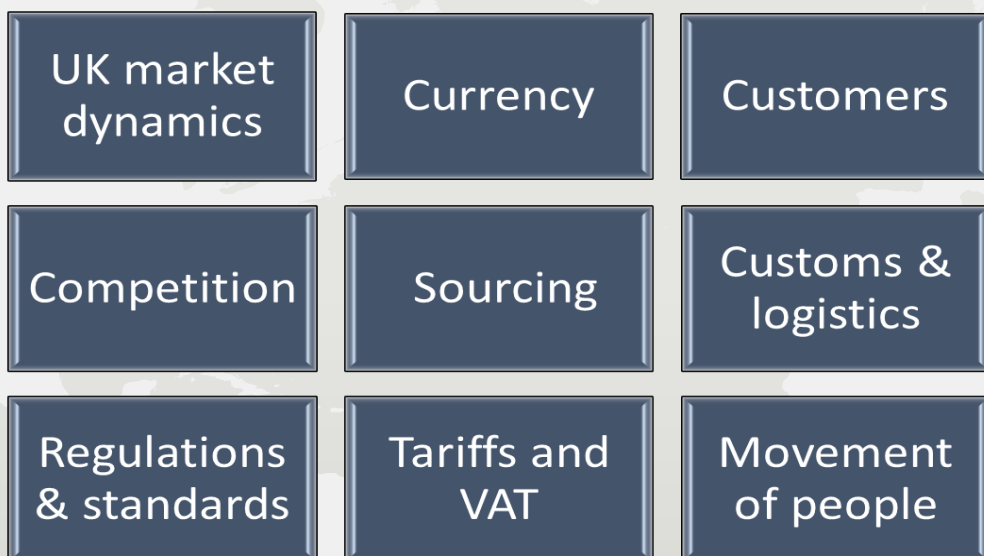 UK market
dynamics
Currency
Customers
Competition
Sourcing
Customs &
logistics
Regulations
& standards
Tariffs and
VAT
Movement
of people